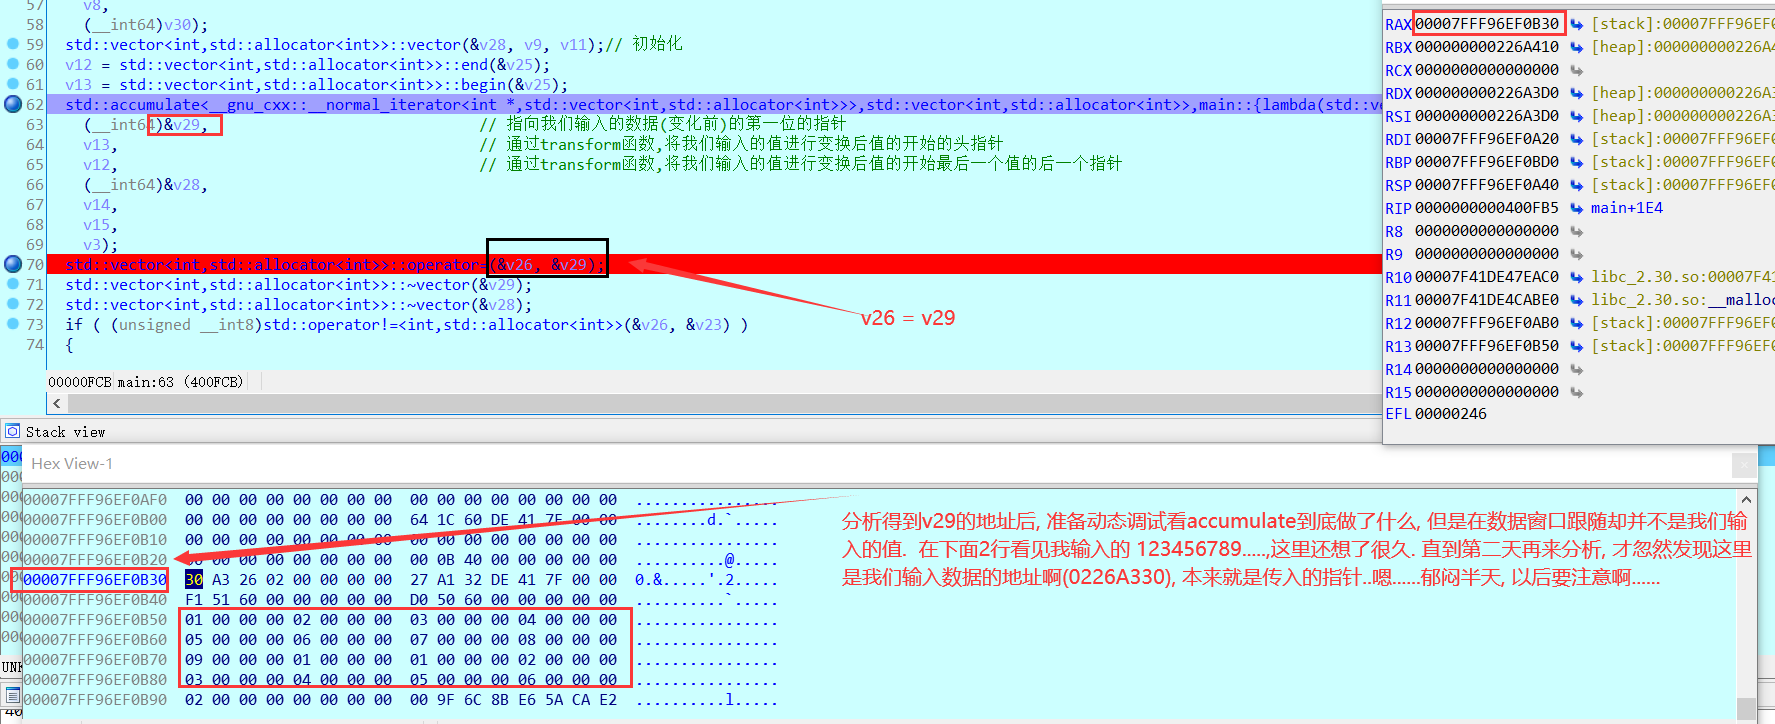 57 v8,
58 (__int64)v30);
59 std::vector<int,std::allocator<int>>::vector(&v28, v9, v11);// 初始化
60 v12 = std::vector<int,std::allocator<int>>::end(&v25);
61 v13 = std::vector<int,std::allocator<int>>::begin(&v25);
62 std::accumulate<__gnu_cxx::__normal_iterator<int *,std::vector<int,std::allocator<int>>>,std::vector<int,std::allocator<int>>,main::{lambda(std::ve
63 (__int64)&v29, // 指向我们输入的数据(变化前)的第一位的指针
64 v13, // 通过transform函数,将我们输入的值进行变换后值的开始的头指针
65 v12, // 通过transform函数,将我们输入的值进行变换后值的开始最后一个值的后一个指针
66 (__int64)&v28,
67 v14,
68 v15,
69 v3);
70 std::vector<int,std::allocator<int>>::operator=(&v26, &v29);
71 std::vector<int,std::allocator<int>>::~vector(&v29);
72 std::vector<int,std::allocator<int>>::~vector(&v28);
73 if ( (unsigned __int8)std::operator!=<int,std::allocator<int>>(&v26, &v23) )
74 {
v26 = v29
00000FCB main:63 (400FCB)
RAX 00007FFF96EF0B30 [stack]:00007FFF96EF
RBX 000000000226A410 [heap]:000000000226A4
RCX 0000000000000000
RDX 000000000226A3D0 [heap]:000000000226A3
RSI 000000000226A3D0 [heap]:000000000226A3
RDI 00007FFF96EF0A20 [stack]:00007FFF96EF0
RBP 00007FFF96EF0BD0 [stack]:00007FFF96EF0
RSP 00007FFF96EF0A40 [stack]:00007FFF96EF0
RIP 0000000000400FB5 main+1E4
R8 0000000000000000
R9 0000000000000000
R10 00007F41DE47EAC0 libc_2.30.so:00007F41
R11 00007F41DE4CABE0 libc_2.30.so:__malloc
R12 00007FFF96EF0AB0 [stack]:00007FFF96EF0
R13 00007FFF96EF0B50 [stack]:00007FFF96EF0
R14 0000000000000000
R15 0000000000000000
EFL 00000246
Stack view
Hex View-1
00007FFF96EF0AF0 00 00 00 00 00 00 00 00 00 00 00 00 00 00 00 00 ................
00007FFF96EF0B00 00 00 00 00 00 00 00 00 64 1C 60 DE 41 7F 00 00 ........d.`.....
00007FFF96EF0B10 00 00 00 00 00 00 00 00 00 00 00 00 00 00 00 00 ................
00007FFF96EF0B20 00 00 00 00 00 00 00 00 00 0B 40 00 00 00 00 00 ..........@.....
00007FFF96EF0B30 30 A3 26 02 00 00 00 00 27 A1 32 DE 41 7F 00 00 0.&.....'.2.....
00007FFF96EF0B40 F1 51 60 00 00 00 00 00 D0 50 60 00 00 00 00 00 ..........`.....
00007FFF96EF0B50 01 00 00 00 02 00 00 00 03 00 00 00 04 00 00 00 ................
00007FFF96EF0B60 05 00 00 00 06 00 00 00 07 00 00 00 08 00 00 00 ................
00007FFF96EF0B70 09 00 00 00 01 00 00 00 01 00 00 00 02 00 00 00 ................
00007FFF96EF0B80 03 00 00 00 04 00 00 00 05 00 00 00 06 00 00 00 ................
00007FFF96EF0B90 02 00 00 00 00 00 00 00 00 9F 6C 8B E6 5A CA E2 ..........l.....
分析得到v29的地址后, 准备动态调试看accumulate到底做了什么, 但是在数据窗口跟随却并不是我们输
入的值. 在下面2行看见我输入的 123456789.....,这里还想了很久. 直到第二天再来分析, 才忽然发现这里
是我们输入数据的地址啊(0226A330), 本来就是传入的指针..嗯......郁闷半天, 以后要注意啊......